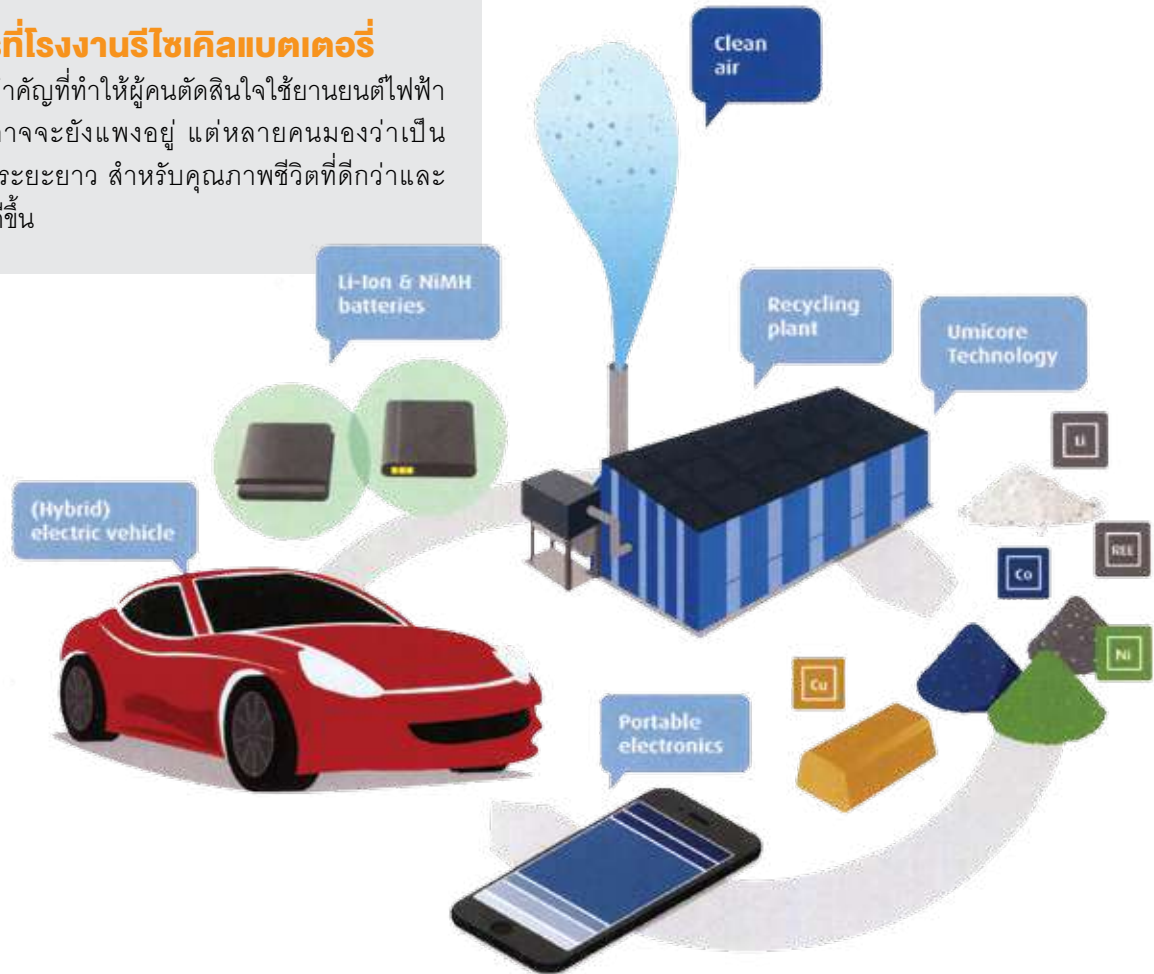 ที่โรงงานรีไซเคิลแบตเตอรี่
สำคัญที่ทำให้ผู้คนตัดสินใจใช้ยานยนต์ไฟฟ้า
อาจจะยังแพงอยู่ แต่หลายคนมองว่าเป็น
ระยะยาว สำหรับคุณภาพชีวิตที่ดีกว่าและ
ดีขึ้น
Clean
air
Li-Ion & NiMH
batteries
Recycling
plant
Umicore
Technology
Li
(Hybrid)
electric vehicle
REE
Co
Ni
Cu
Portable
electronics